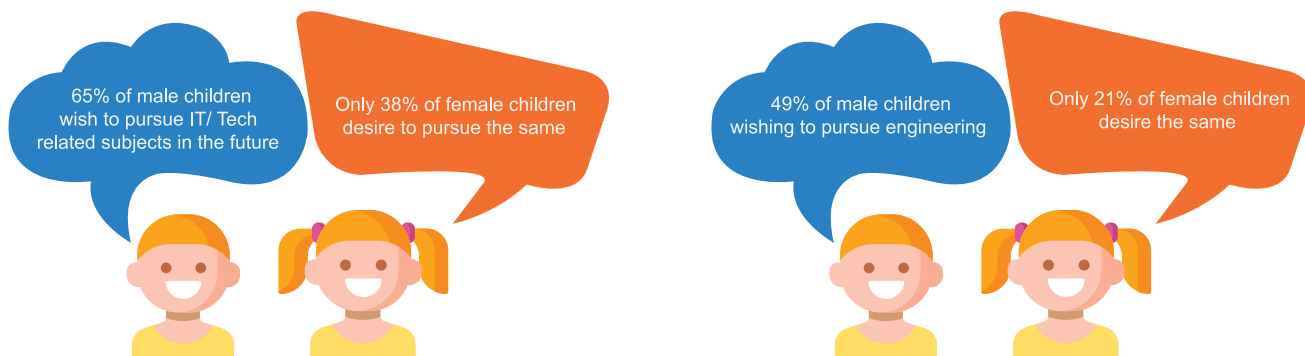 65% of male children
wish to pursue IT/ Tech
related subjects in the future
Only 38% of female children
desire to pursue the same
49% of male children
wishing to pursue engineering
Only 21% of female children
desire the same